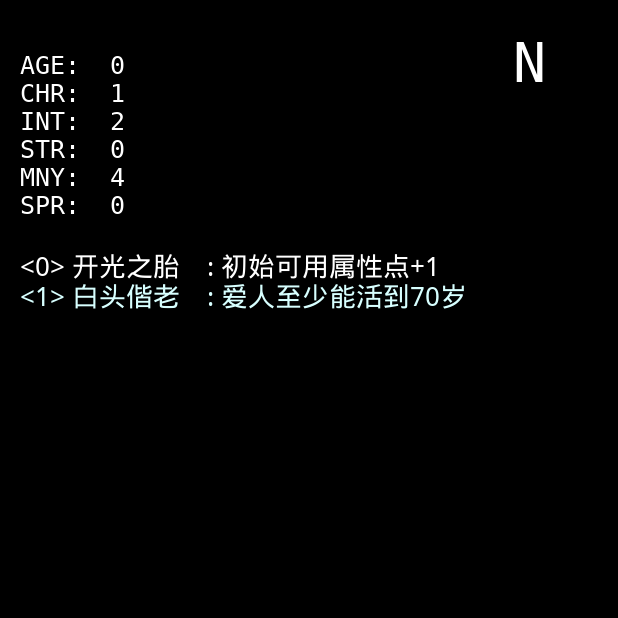 N
AGE: 0
CHR: 1
INT: 2
STR: 0
MNY: 4
SPR: 0
<0> 开光之胎 : 初始可用属性点+1
<1> 白头偕老 : 爱人至少能活到70岁